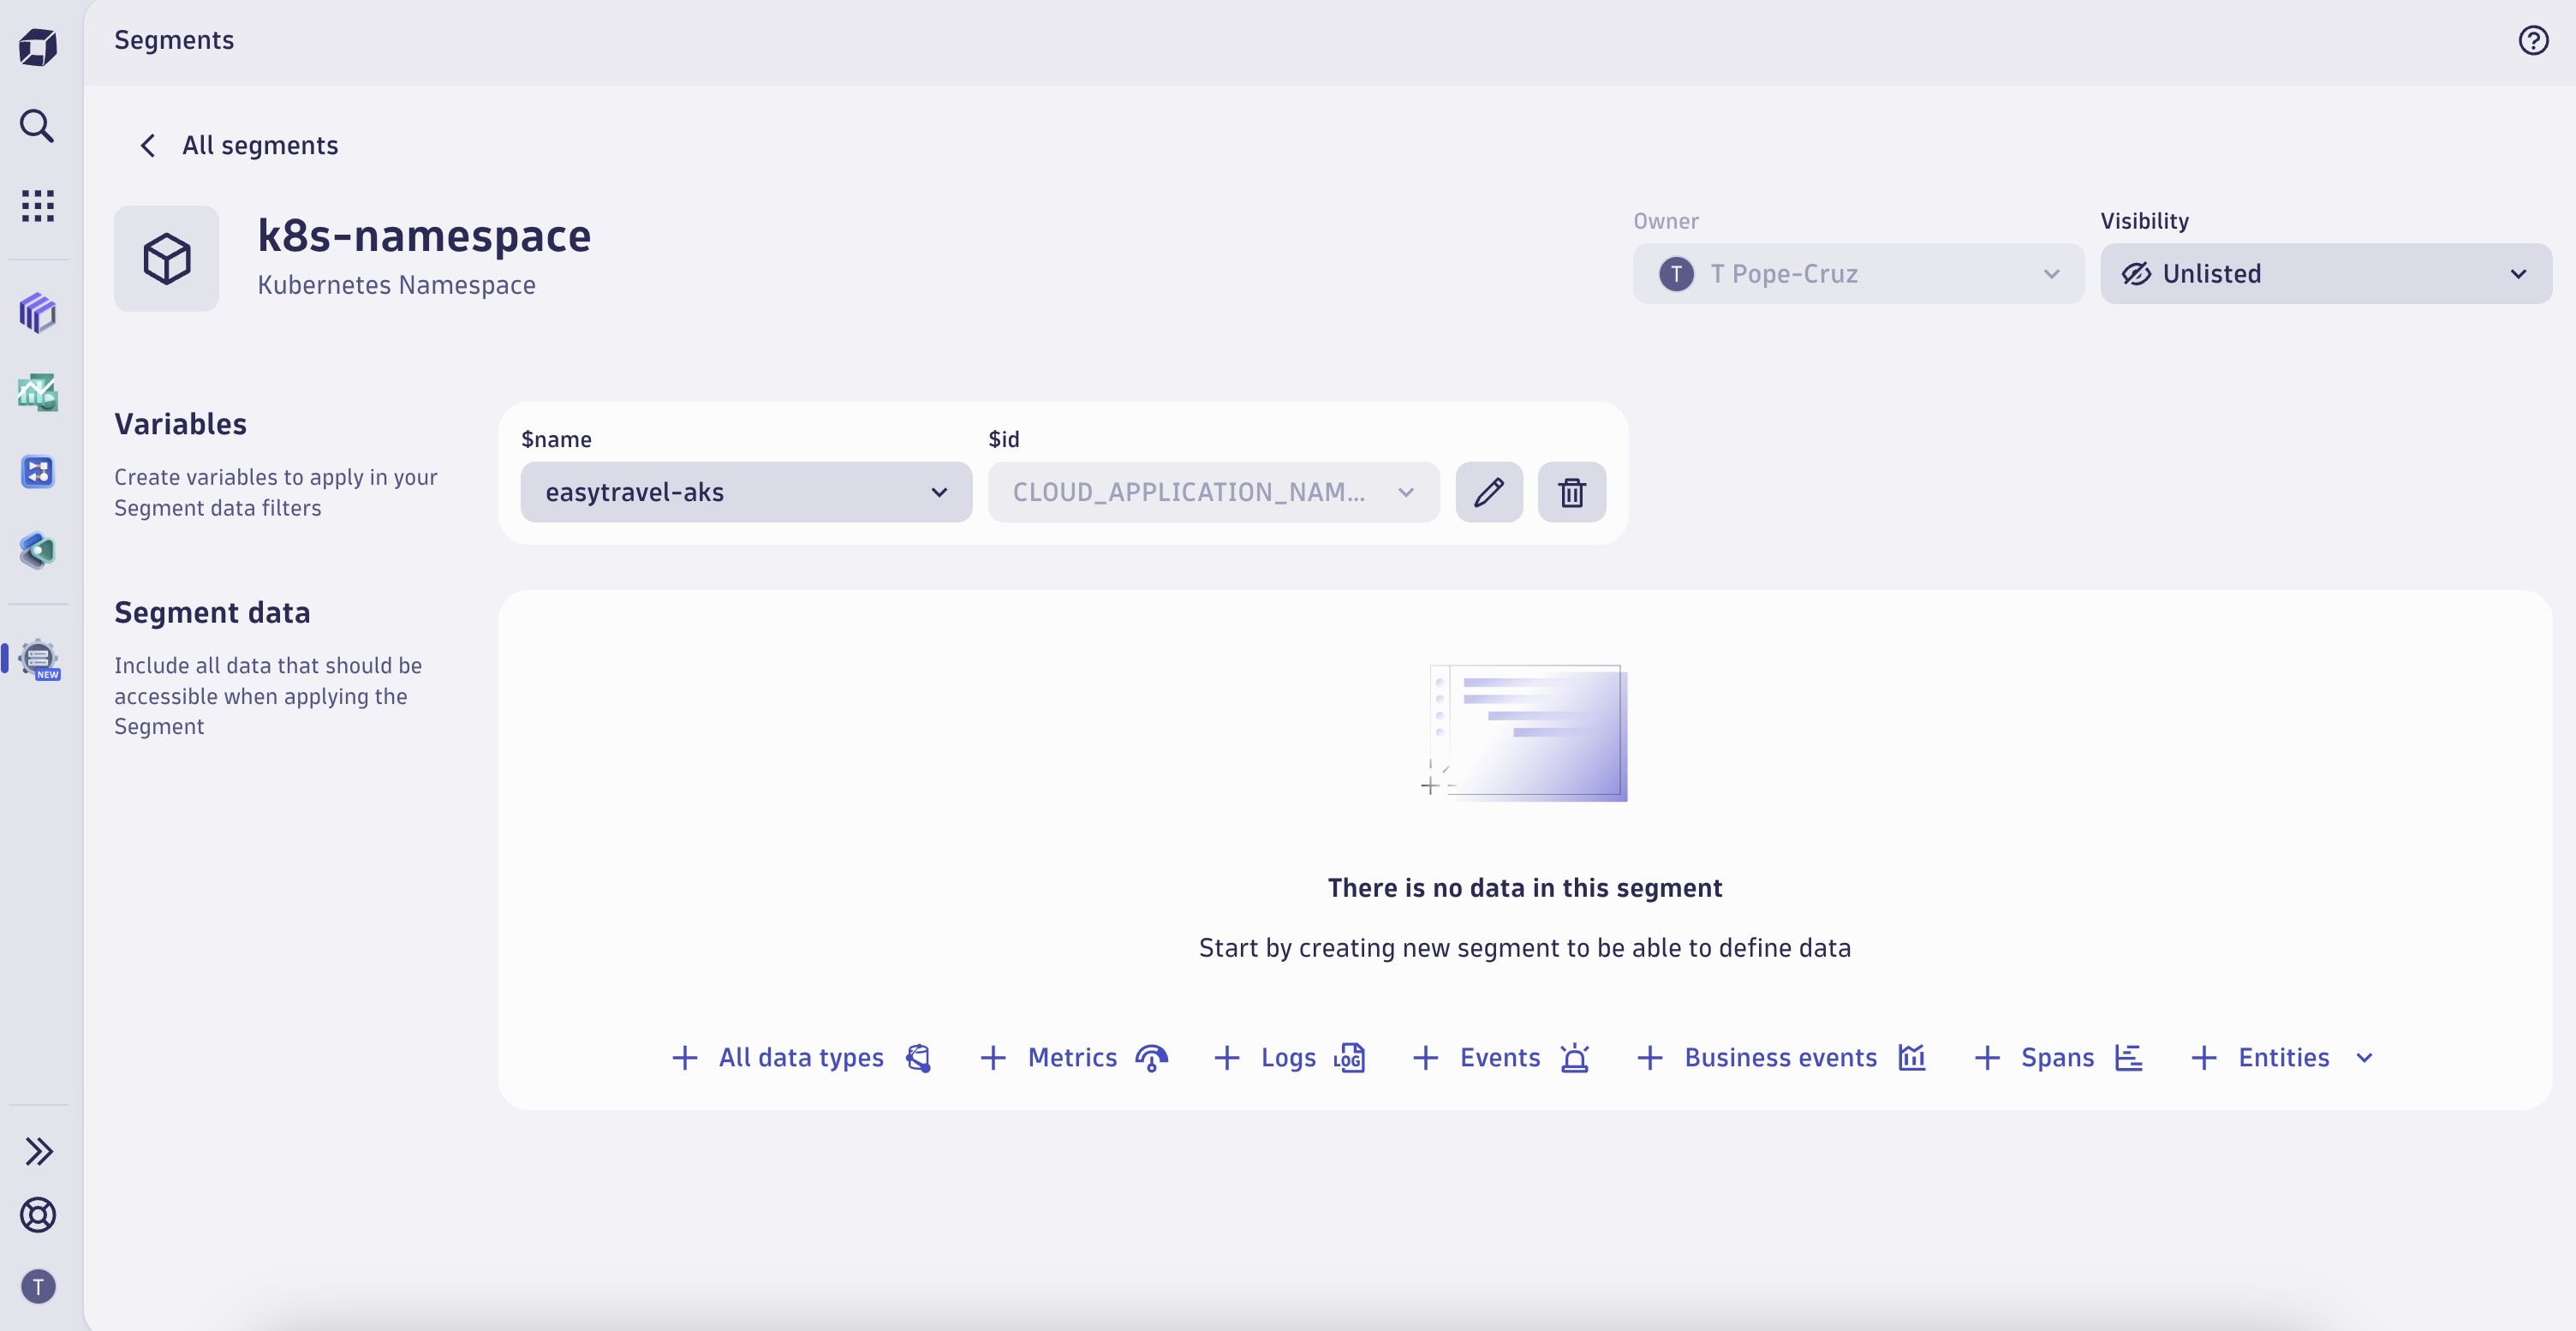 Segments
All segments
k8s-namespace
Kubernetes Namespace
Owner
T
T Pope-Cruz
Visibility
Unlisted
Variables
Create variables to apply in your
Segment data filters
$name
easytravel-aks
$id
CLOUD_APPLICATION_NAM...
Segment data
Include all data that should be
accessible when applying the
Segment
NEW
There is no data in this segment
Start by creating new segment to be able to define data
All data types
Metrics
Logs
LOG
Events
Business events
Spans
Entities
T